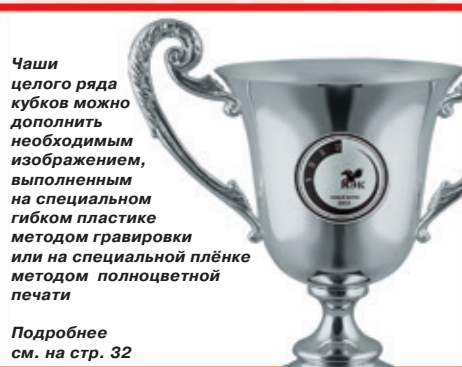 Чаши
целого ряда
кубков можно
дополнить
необходимым
изображением,
выполненным
на специальном
гибком пластике
методом гравировки
или на специальной плёнке
методом полноцветной
печати
Подробнее
см. на стр. 32